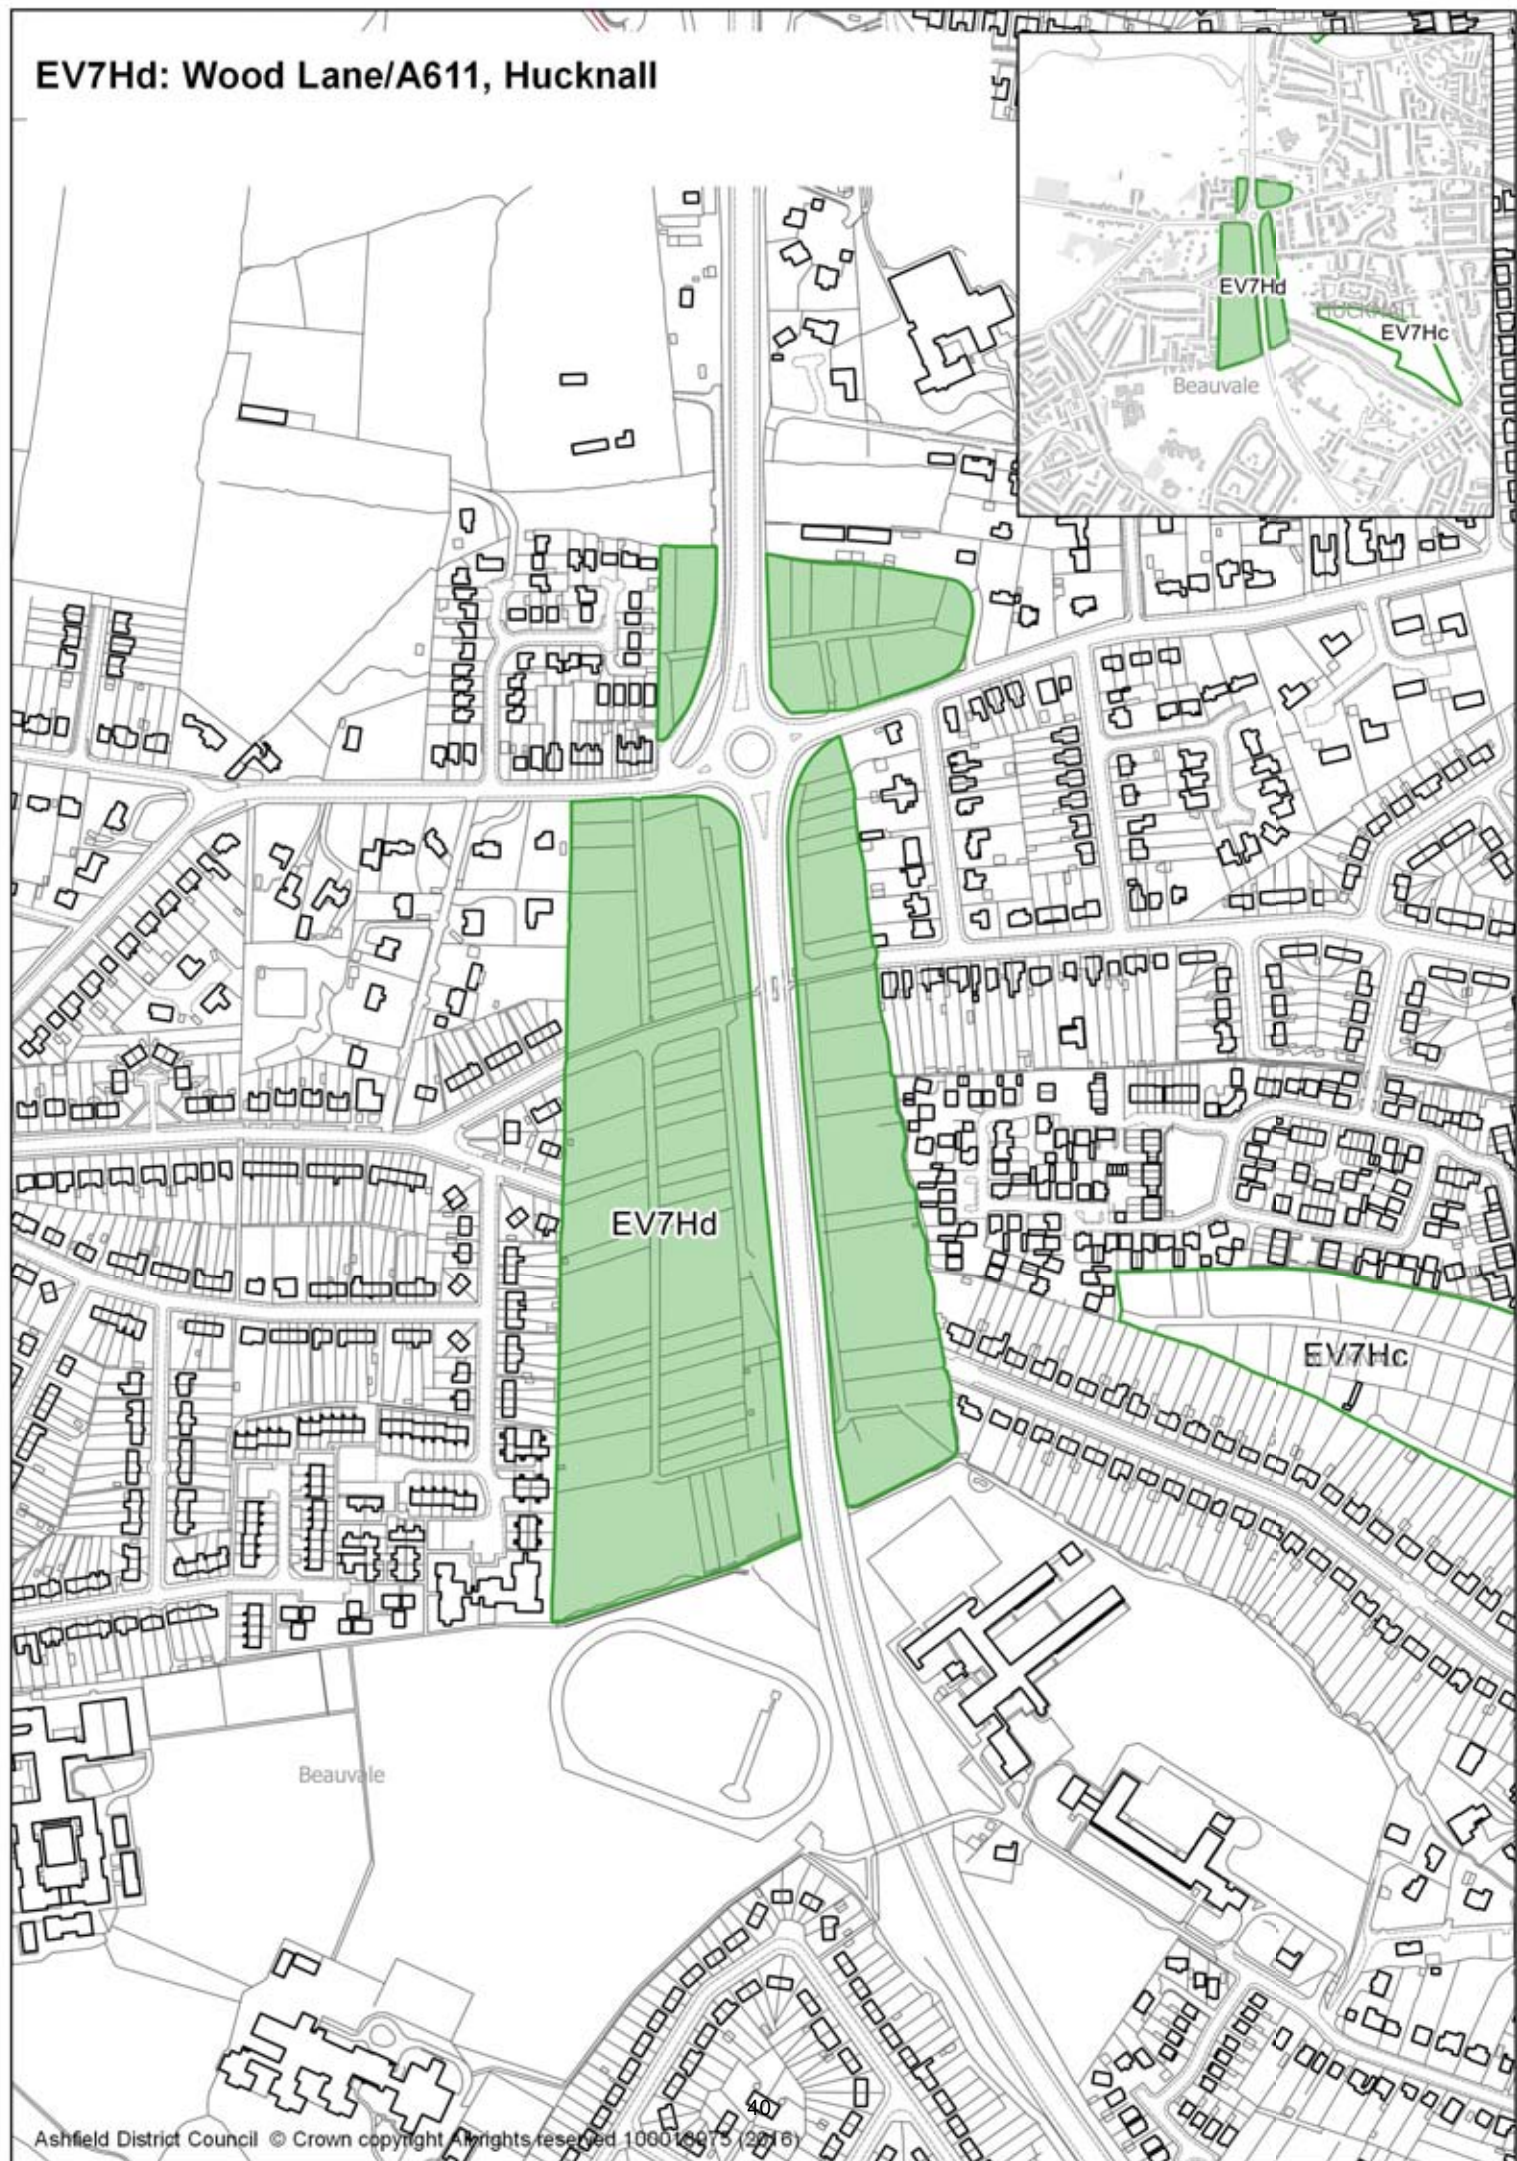 EV7Hd: Wood Lane/A611, Hucknall
EV7Hd
HUCKNALL
EV7Hc
Beauvale
EV7Hd
EV7Hc
Beauvale
40
Ashfield District Council © Crown copyright All rights reserved (2016)